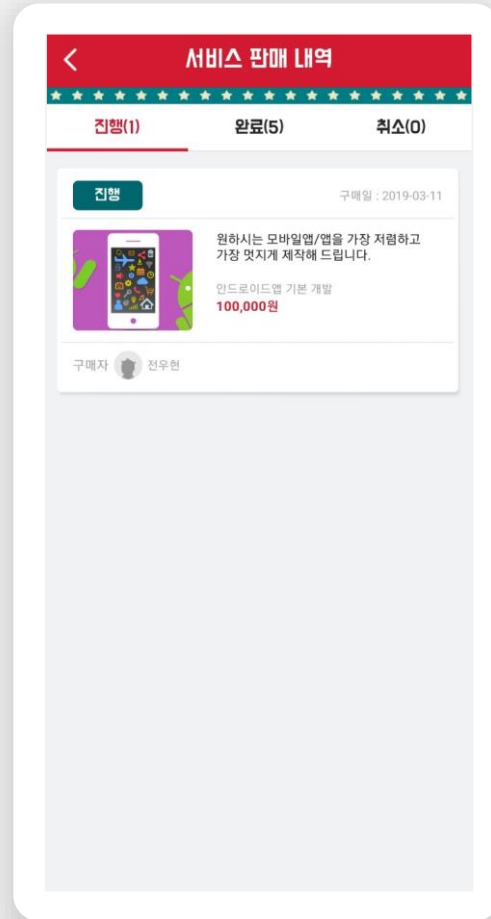 서비스 판매 내역
진행(1)
완료(5)
취소(0)
진행
구매일 : 2019-03-11
원하시는 모바일앱/앱을 가장 저렴하고
가장 멋지게 제작해 드립니다.
안드로이드앱 기본 개발
100,000원
구매자 전우현